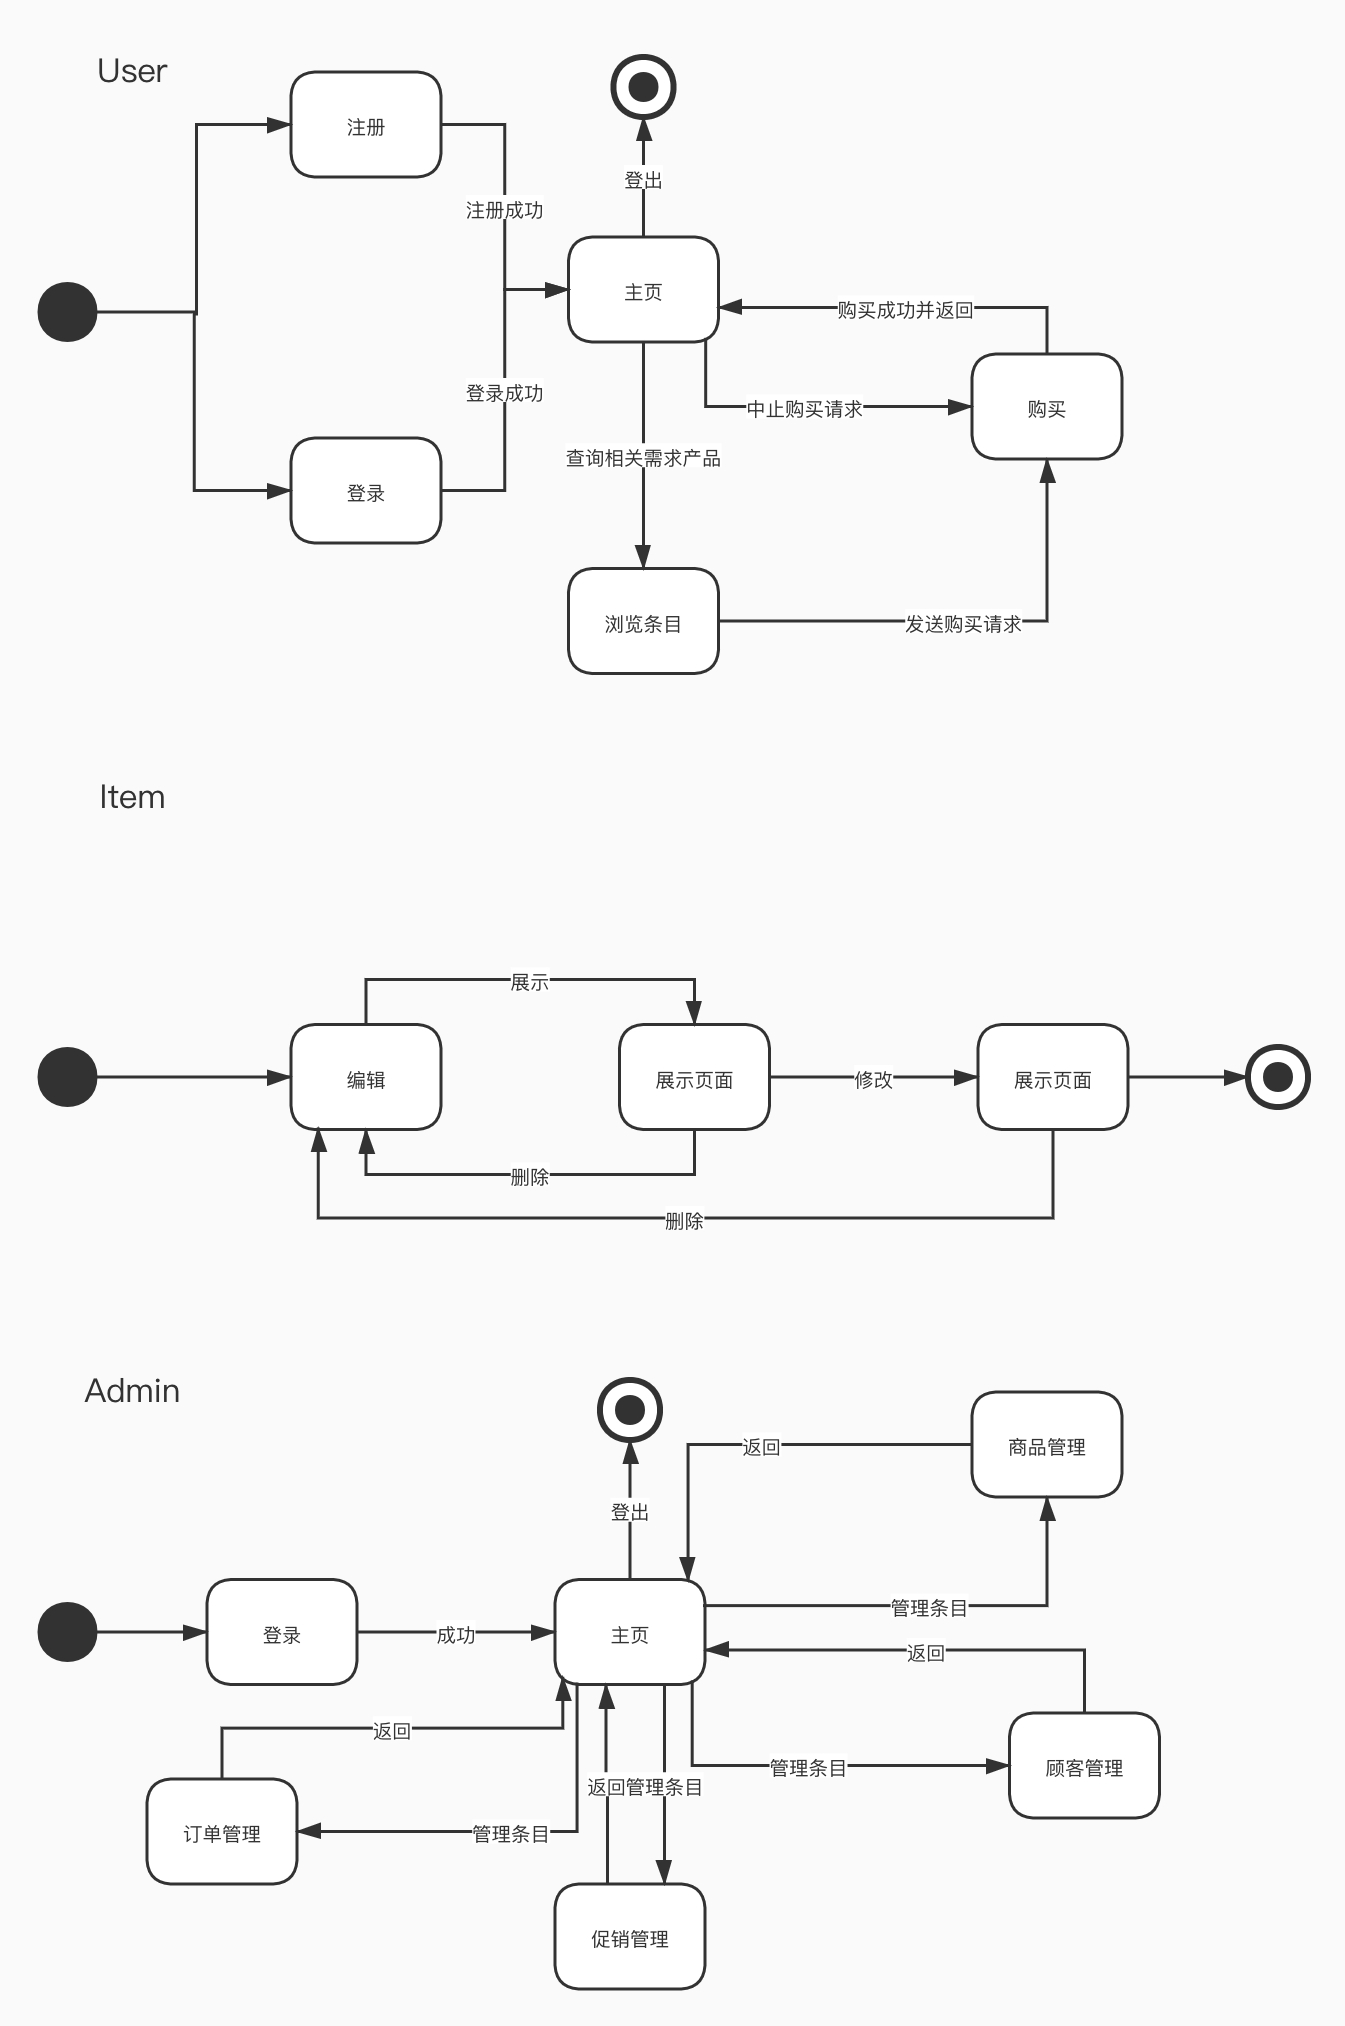 User
注册
登出
注册成功
主页
购买成功并返回
登录成功
中止购买请求
购买
查询相关需求产品
登录
浏览条目
发送购买请求
Item
展示
编辑
展示页面
修改
展示页面
删除
删除
Admin
返回
商品管理
登出
管理条目
登录
成功
主页
返回
返回
管理条目
顾客管理
返回管理条目
订单管理
管理条目
促销管理